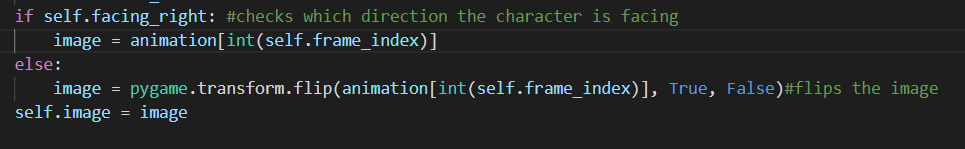 if self.facing_right: #checks which direction the character is facing
    image = animation[int(self.frame_index)]
else:
    image = pygame.transform.flip(animation[int(self.frame_index)], True, False)#flips the image
self.image = image